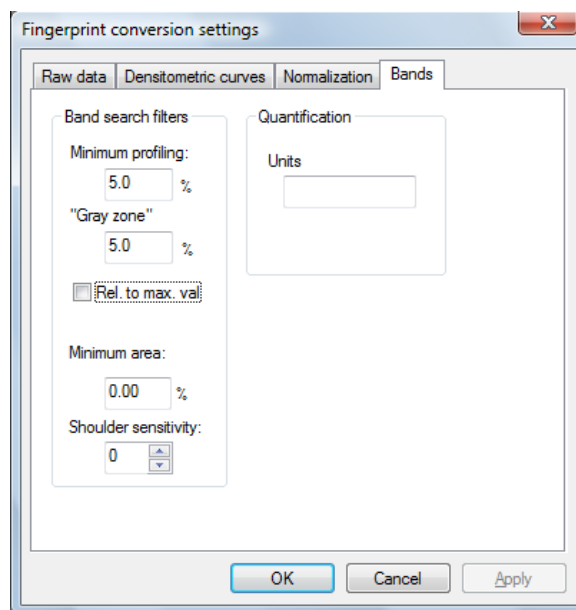 Fingerprint conversion settings
Raw data Densitometric curves Normalization Bands
Band search filters
Minimum profiling:
5.0 %
"Gray zone"
5.0 %
Rel. to max. val
Minimum area:
0.00 %
Shoulder sensitivity:
0
Quantification
Units
OK Cancel Apply